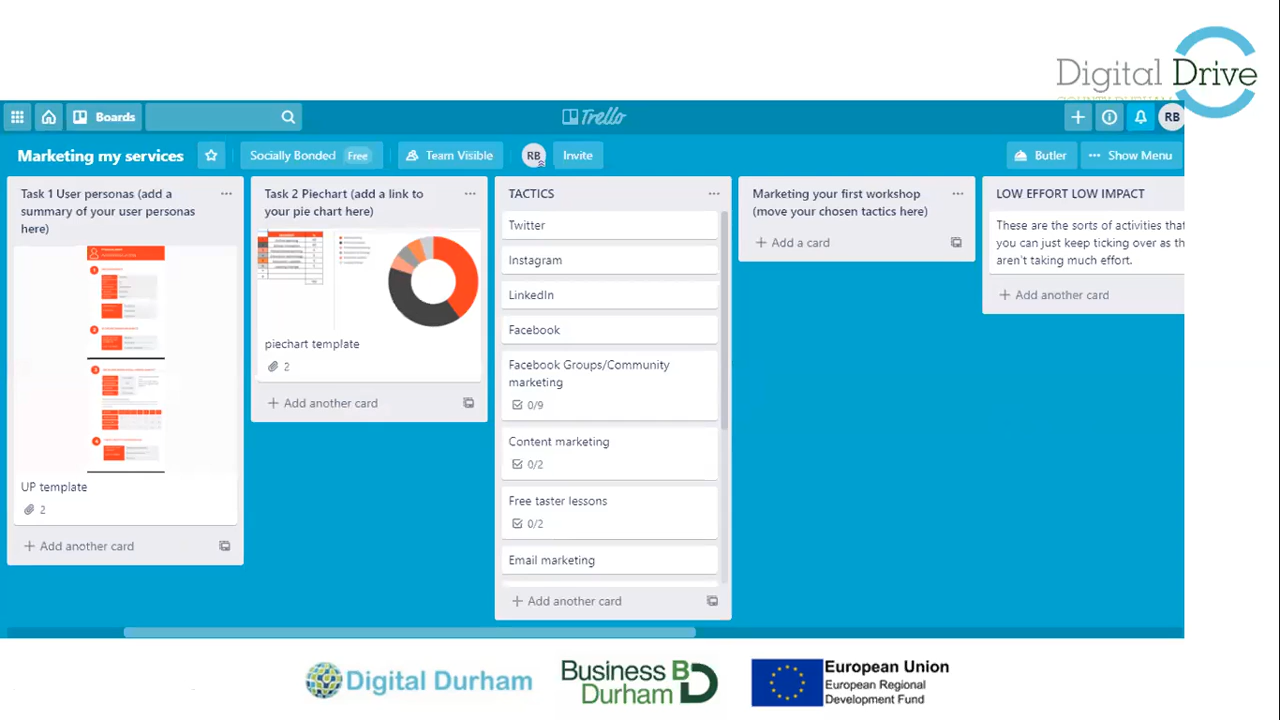 Digital Drive
COUNTY DURHAM
Boards
Trello
RB
Marketing my services
Socially Bonded Free
Team Visible
RB
Invite
Butler
Show Menu
Task 1 User personas (add a
summary of your user personas
here)
UP template
2
Add another card
Task 2 Piechart (add a link to
your pie chart here)
piechart template
2
Add another card
TACTICS
Twitter
Instagram
LinkedIn
Facebook
Facebook Groups/Community
marketing
0/9
Content marketing
0/2
Free taster lessons
0/2
Email marketing
Add another card
Marketing your first workshop
(move your chosen tactics here)
Add a card
LOW EFFORT LOW IMPACT
These are the sorts of activities that
you can just keep ticking over as th
aren't taking much effort.
Add another card
Digital Durham
Business
Durham
BD
European Union
European Regional
Development Fund